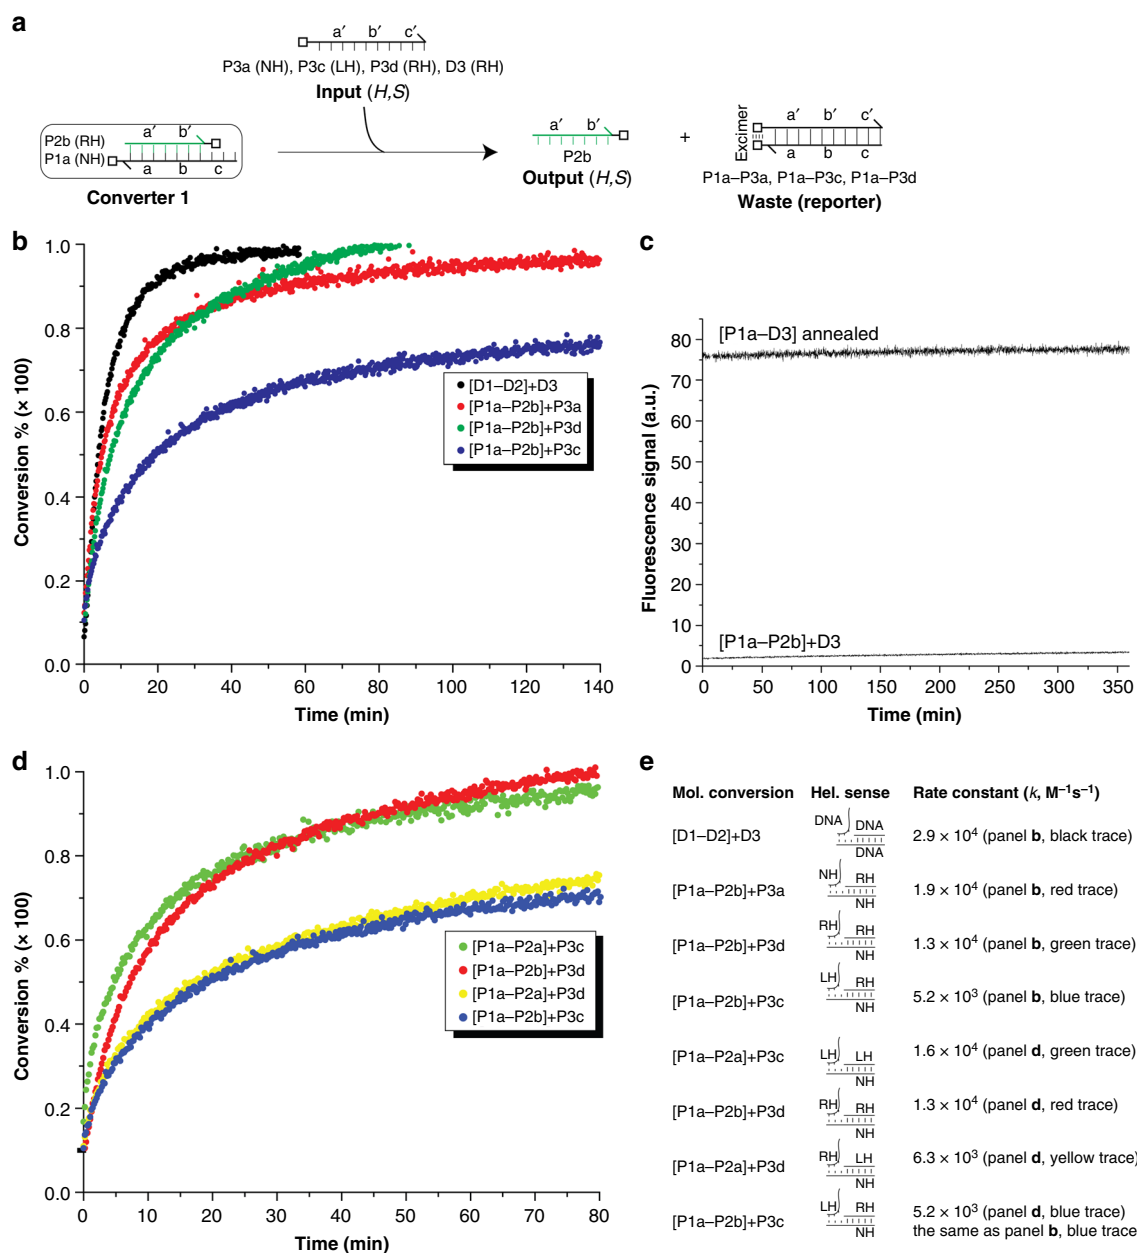 a
a′ b′ c′
P3a (NH), P3c (LH), P3d (RH), D3 (RH)
Input (H,S)
P2b (RH)
a′ b′
P1a (NH)
a b c
Converter 1
a′ b′
P2b
Output (H,S)
+
Excimer
a′ b′ c′
a b c
P1a–P3a, P1a–P3c, P1a–P3d
Waste (reporter)
b
Conversion % (× 100)
1.0
0.8
0.6
0.4
0.2
0.0
0 20 40 60 80 100 120 140
Time (min)
[D1–D2]+D3
[P1a–P2b]+P3a
[P1a–P2b]+P3d
[P1a–P2b]+P3c
c
Fluorescence signal (a.u.)
80
75
50
40
30
20
10
5
0
[P1a–D3] annealed
[P1a–P2b]+D3
0 50 100 150 200 250 300 350
Time (min)
d
Conversion % (× 100)
1.0
0.8
0.6
0.4
0.2
0.0
0 10 20 30 40 50 60 70 80
Time (min)
[P1a–P2a]+P3c
[P1a–P2b]+P3d
[P1a–P2a]+P3d
[P1a–P2b]+P3c
e
Mol. conversion Hel. sense Rate constant (k, M⁻¹s⁻¹)
[D1–D2]+D3 DNA DNA DNA 2.9 × 10⁴ (panel b, black trace)
[P1a–P2b]+P3a NH RH NH 1.9 × 10⁴ (panel b, red trace)
[P1a–P2b]+P3d RH RH NH 1.3 × 10⁴ (panel b, green trace)
[P1a–P2b]+P3c LH RH NH 5.2 × 10³ (panel b, blue trace)
[P1a–P2a]+P3c LH LH NH 1.6 × 10⁴ (panel d, green trace)
[P1a–P2b]+P3d RH RH NH 1.3 × 10⁴ (panel d, red trace)
[P1a–P2a]+P3d RH LH NH 6.3 × 10³ (panel d, yellow trace)
[P1a–P2b]+P3c LH RH NH 5.2 × 10³ (panel d, blue trace)
the same as panel b, blue trace